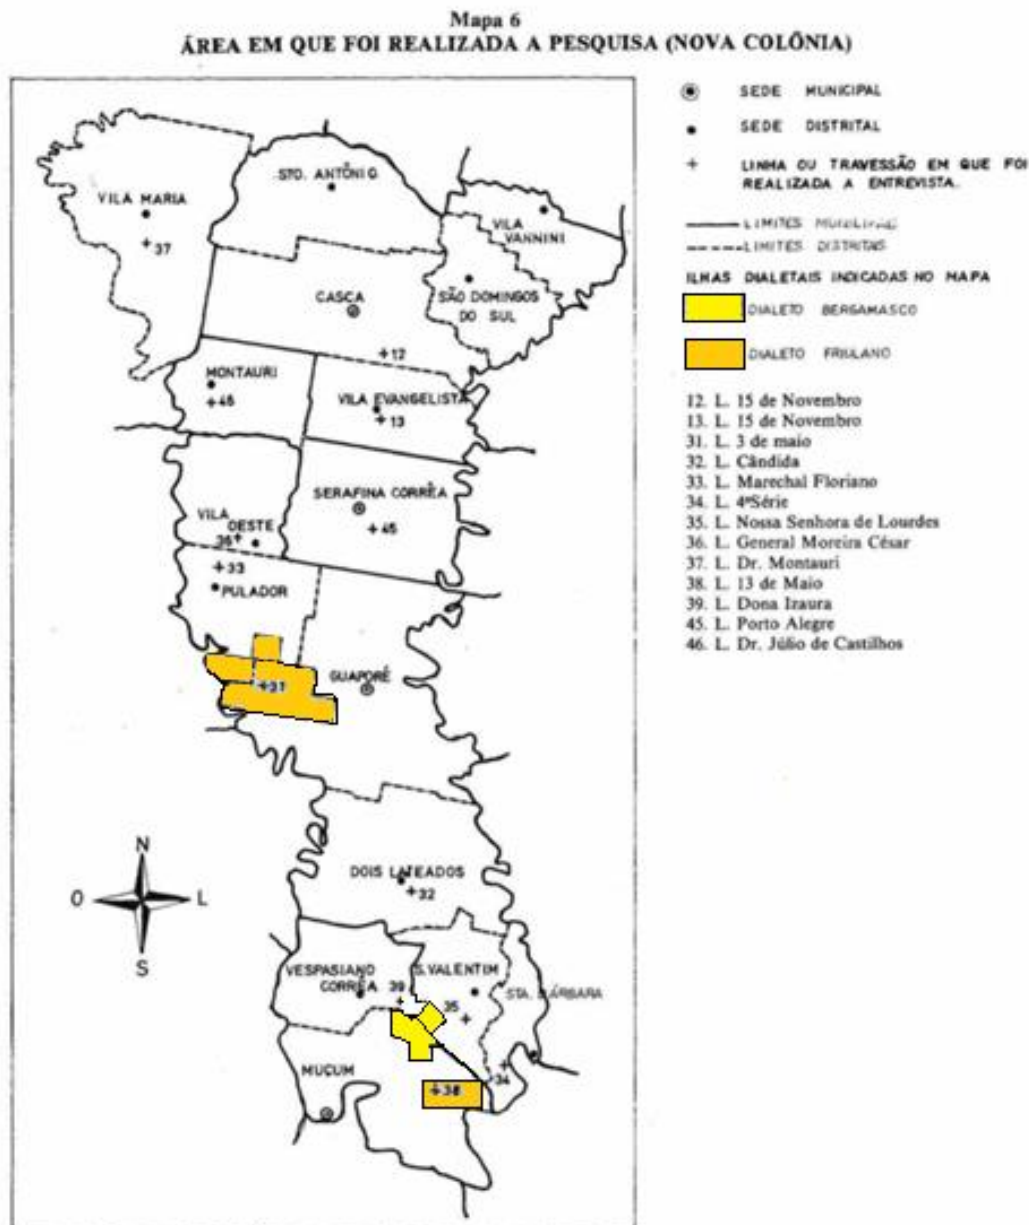 Mapa 6
ÁREA EM QUE FOI REALIZADA A PESQUISA (NOVA COLÔNIA)
SEDE MUNICIPAL
SEDE DISTRITAL
LINHA OU TRAVESSÃO EM QUE FOI
REALIZADA A ENTREVISTA.
LIMITES
LIMITES DISTRITAIS
ILHAS DIALETAIS INDICADAS NO MAPA
DIALETO BERGAMASCO
DIALETO FRIULANO
12. L. 15 de Novembro
13. L. 15 de Novembro
31. L. 3 de maio
32. L. Cândida
33. L. Marechal Floriano
34. L. 4ªSérie
35. L. Nossa Senhora de Lourdes
36. L. General Moreira César
37. L. Dr. Montauri
38. L. 13 de Maio
39. L. Dona Izaura
45. L. Porto Alegre
46. L. Dr. Júlio de Castilhos
STO. ANTÔNIO
VILA MARIA
37
VILA
VANNINI
CASCA
SÃO DOMINGOS
DO SUL
12
MONTAURI
46
VILA EVANGELISTA
13
SERAFINA CORRÊA
45
VILA
OESTE
36
33
PULADOR
31
GUAPORÉ
N
O
L
S
DOIS LATEADOS
32
VESPASIANO
CORRÊA
39
S. VALENTIM
35
STA. BÁRBARA
34
MUÇUM
38